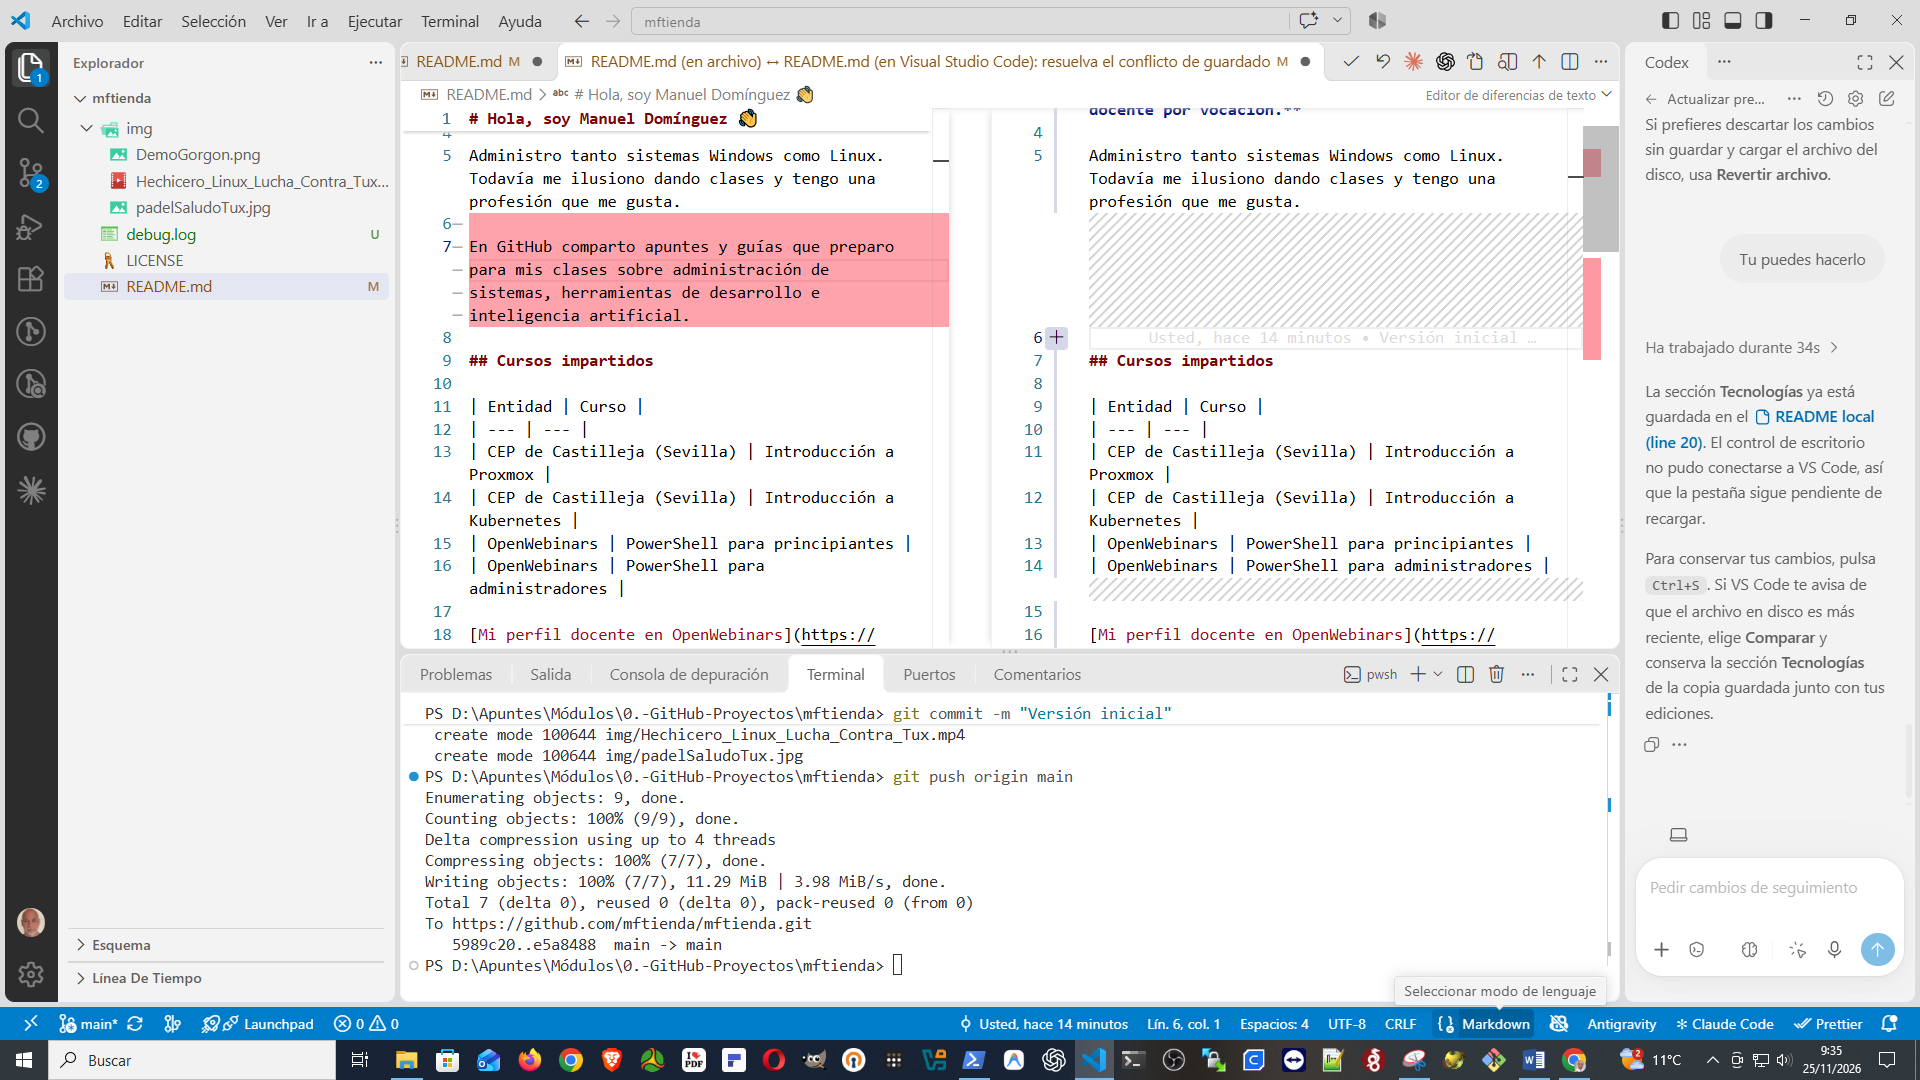 Archivo Editar Selección Ver Ir a Ejecutar Terminal Ayuda
mftienda
Explorador
mftienda
img
DemoGorgon.png
Hechicero_Linux_Lucha_Contra_Tux...
padelSaludoTux.jpg
debug.log U
LICENSE
README.md M
Esquema
Línea De Tiempo
1
2
README.md M
README.md (en archivo) ↔ README.md (en Visual Studio Code): resuelva el conflicto de guardado M
README.md > # Hola, soy Manuel Domínguez 👋
Editor de diferencias de texto
1 # Hola, soy Manuel Domínguez 👋
4
5 Administro tanto sistemas Windows como Linux.
Todavía me ilusiono dando clases y tengo una
profesión que me gusta.
6
7 En GitHub comparto apuntes y guías que preparo
para mis clases sobre administración de
sistemas, herramientas de desarrollo e
inteligencia artificial.
8
9 ## Cursos impartidos
10
11 | Entidad | Curso |
12 | --- | --- |
13 | CEP de Castilleja (Sevilla) | Introducción a
Proxmox |
14 | CEP de Castilleja (Sevilla) | Introducción a
Kubernetes |
15 | OpenWebinars | PowerShell para principiantes |
16 | OpenWebinars | PowerShell para
administradores |
17
18 [Mi perfil docente en OpenWebinars](https://
docente por vocación.**
4
5 Administro tanto sistemas Windows como Linux.
Todavía me ilusiono dando clases y tengo una
profesión que me gusta.
6 Usted, hace 14 minutos • Versión inicial …
7 ## Cursos impartidos
8
9 | Entidad | Curso |
10 | --- | --- |
11 | CEP de Castilleja (Sevilla) | Introducción a
Proxmox |
12 | CEP de Castilleja (Sevilla) | Introducción a
Kubernetes |
13 | OpenWebinars | PowerShell para principiantes |
14 | OpenWebinars | PowerShell para administradores |
15
16 [Mi perfil docente en OpenWebinars](https://
Problemas Salida Consola de depuración Terminal Puertos Comentarios
pwsh
PS D:\Apuntes\Módulos\0.-GitHub-Proyectos\mftienda> git commit -m "Versión inicial"
create mode 100644 img/Hechicero_Linux_Lucha_Contra_Tux.mp4
create mode 100644 img/padelSaludoTux.jpg
PS D:\Apuntes\Módulos\0.-GitHub-Proyectos\mftienda> git push origin main
Enumerating objects: 9, done.
Counting objects: 100% (9/9), done.
Delta compression using up to 4 threads
Compressing objects: 100% (7/7), done.
Writing objects: 100% (7/7), 11.29 MiB | 3.98 MiB/s, done.
Total 7 (delta 0), reused 0 (delta 0), pack-reused 0 (from 0)
To https://github.com/mftienda/mftienda.git
5989c20..e5a8488 main -> main
PS D:\Apuntes\Módulos\0.-GitHub-Proyectos\mftienda>
Codex
Actualizar pre...
Si prefieres descartar los cambios
sin guardar y cargar el archivo del
disco, usa Revertir archivo.
Tu puedes hacerlo
Ha trabajado durante 34s
La sección Tecnologías ya está
guardada en el README local
(line 20). El control de escritorio
no pudo conectarse a VS Code, así
que la pestaña sigue pendiente de
recargar.
Para conservar tus cambios, pulsa
Ctrl+S. Si VS Code te avisa de
que el archivo en disco es más
reciente, elige Comparar y
conserva la sección Tecnologías
de la copia guardada junto con tus
ediciones.
Pedir cambios de seguimiento
Seleccionar modo de lenguaje
main* Launchpad 0 0
Usted, hace 14 minutos Lín. 6, col. 1 Espacios: 4 UTF-8 CRLF Markdown Antigravity Claude Code Prettier
Buscar
I PDF
2
11°C
9:35
25/11/2026